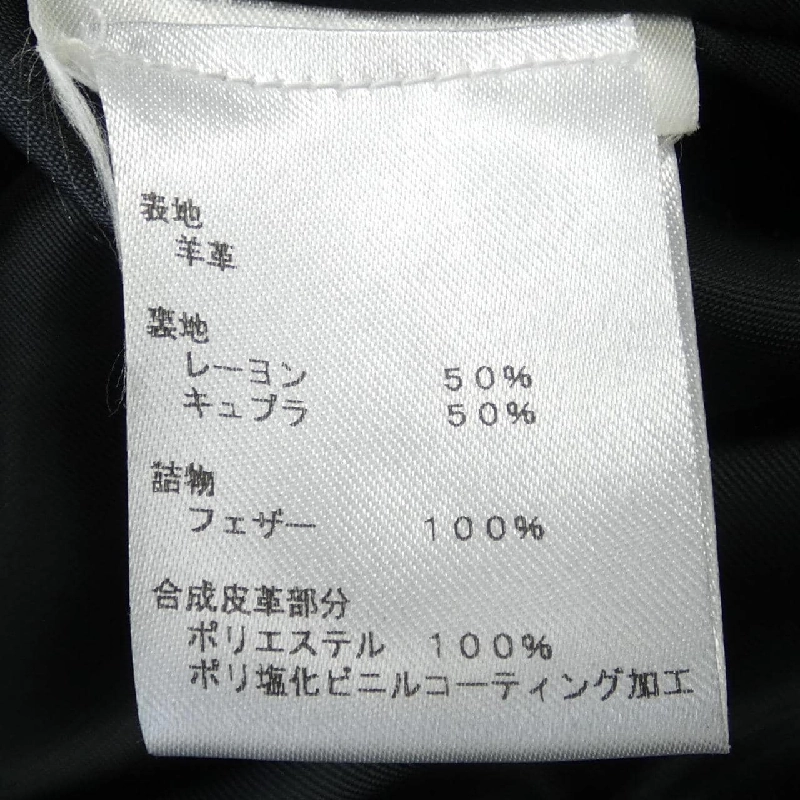 表地
羊革
裏地
レーヨン 50%
キュプラ 50%
詰物
フェザー 100%
合成皮革部分
ポリエステル 100%
ポリ塩化ビニルコーティング加工